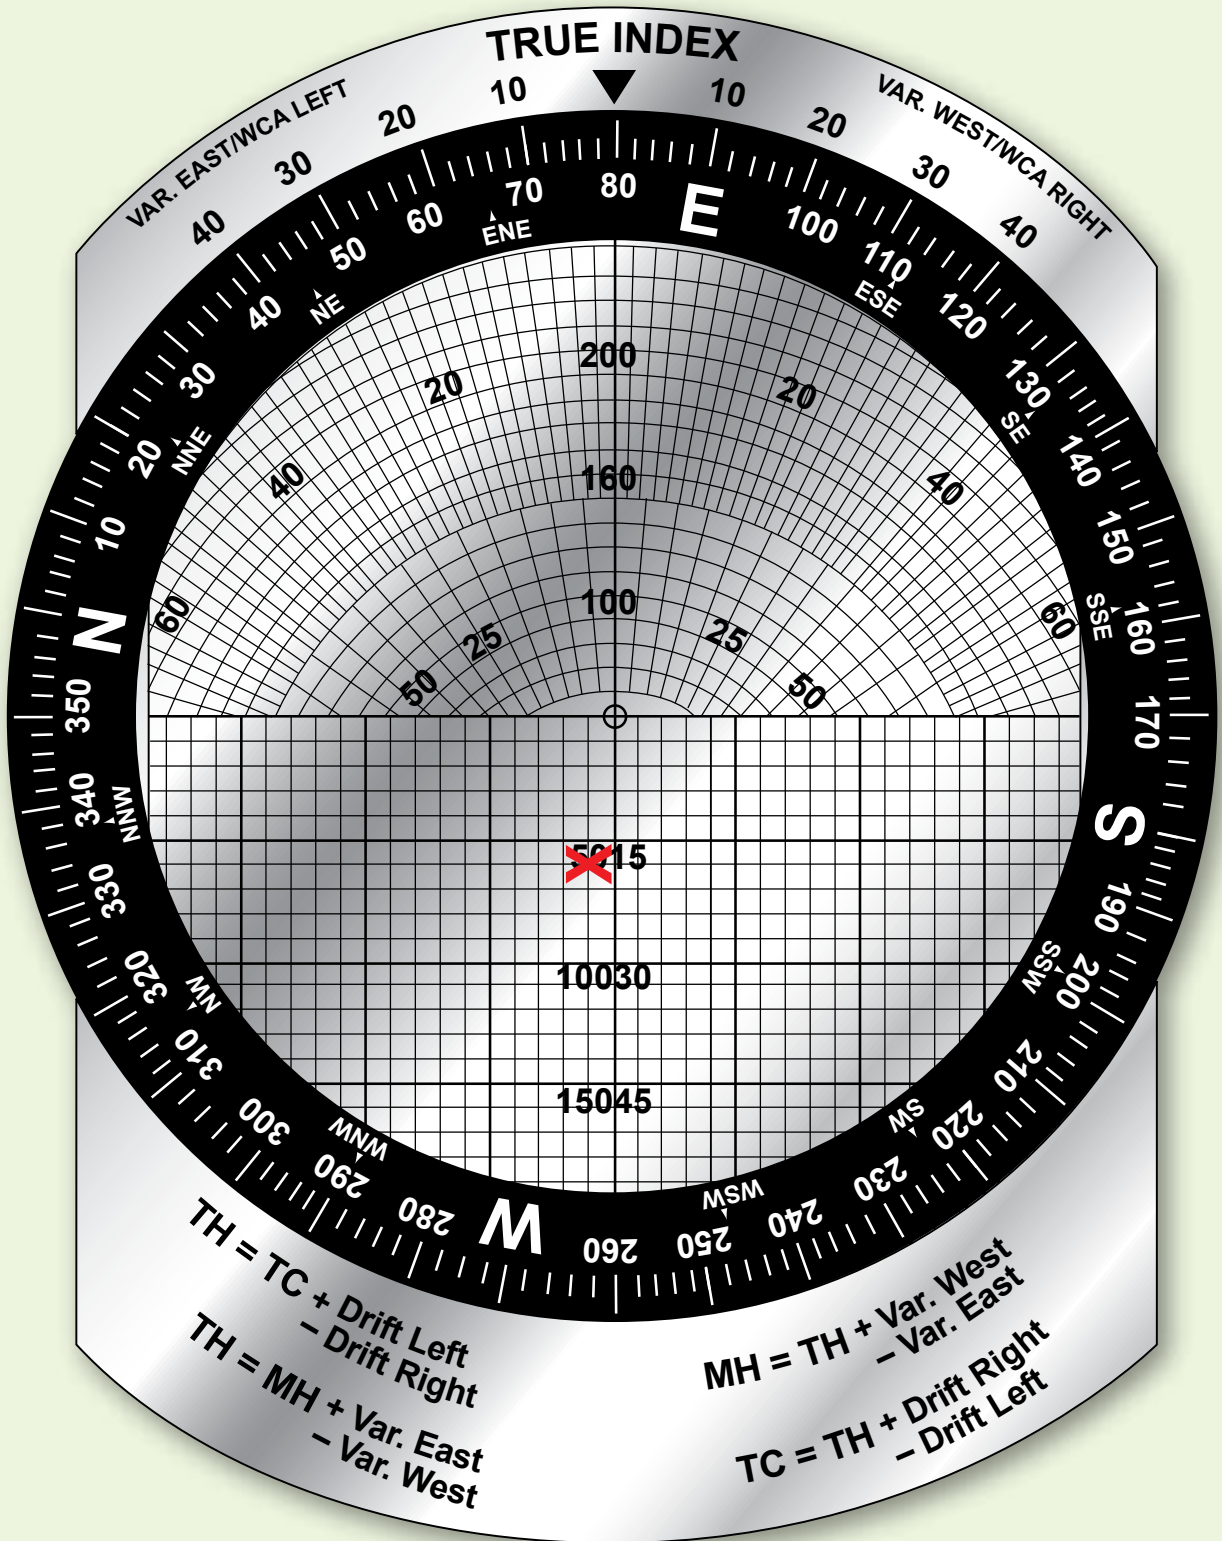 TRUE INDEX
VAR. EAST/WCA LEFT
40 30 20 10
10 20 30 40
VAR. WEST/WCA RIGHT
N 10 20 30 40 50 60 70 80 E 100 110 120 130 140 150 160 170 S 190 200 210 220 230 240 250 260 W 280 290 300 310 320 330 340 350
NNE NE ENE ESE SE SSE SSW SW WSW WNW NW NNW
200
20 20
160
40 40
100
60 60
25 25
50 50
5015
10030
15045
TH = TC + Drift Left
– Drift Right
TH = MH + Var. East
– Var. West
MH = TH + Var. West
– Var. East
TC = TH + Drift Right
– Drift Left